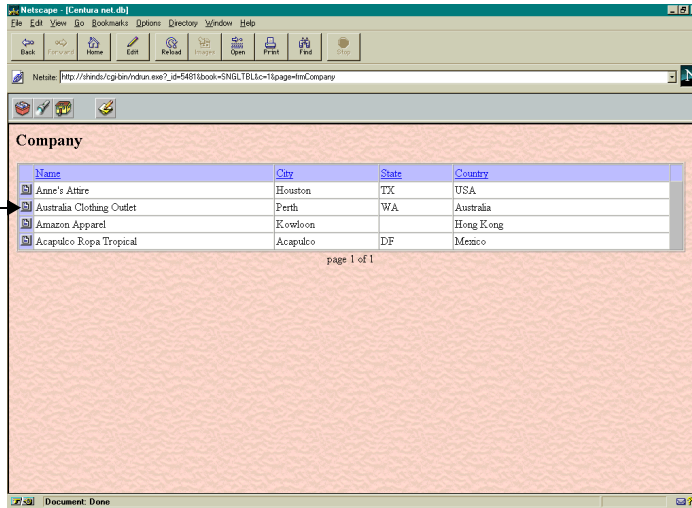 Netscape - [Centura net.db]
File Edit View Go Bookmarks Options Directory Window Help
Back Forward Home Edit Reload Images Open Print Find Stop
Netsite: http://shinds/cgi-bin/ndrun.exe?_id=5481&book=SNGLTBL&c=1&page=frmCompany
N
Company
Name City State Country
Anne's Attire Houston TX USA
Australia Clothing Outlet Perth WA Australia
Amazon Apparel Kowloon Hong Kong
Acapulco Ropa Tropical Acapulco DF Mexico
page 1 of 1
Document: Done